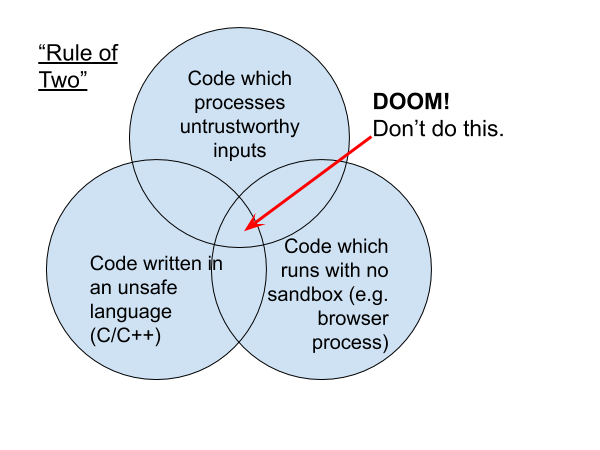 “Rule of
Two”
Code which
processes
untrustworthy
inputs
DOOM!
Don’t do this.
Code written in
an unsafe
language
(C/C++)
Code which
runs with no
sandbox (e.g.
browser
process)